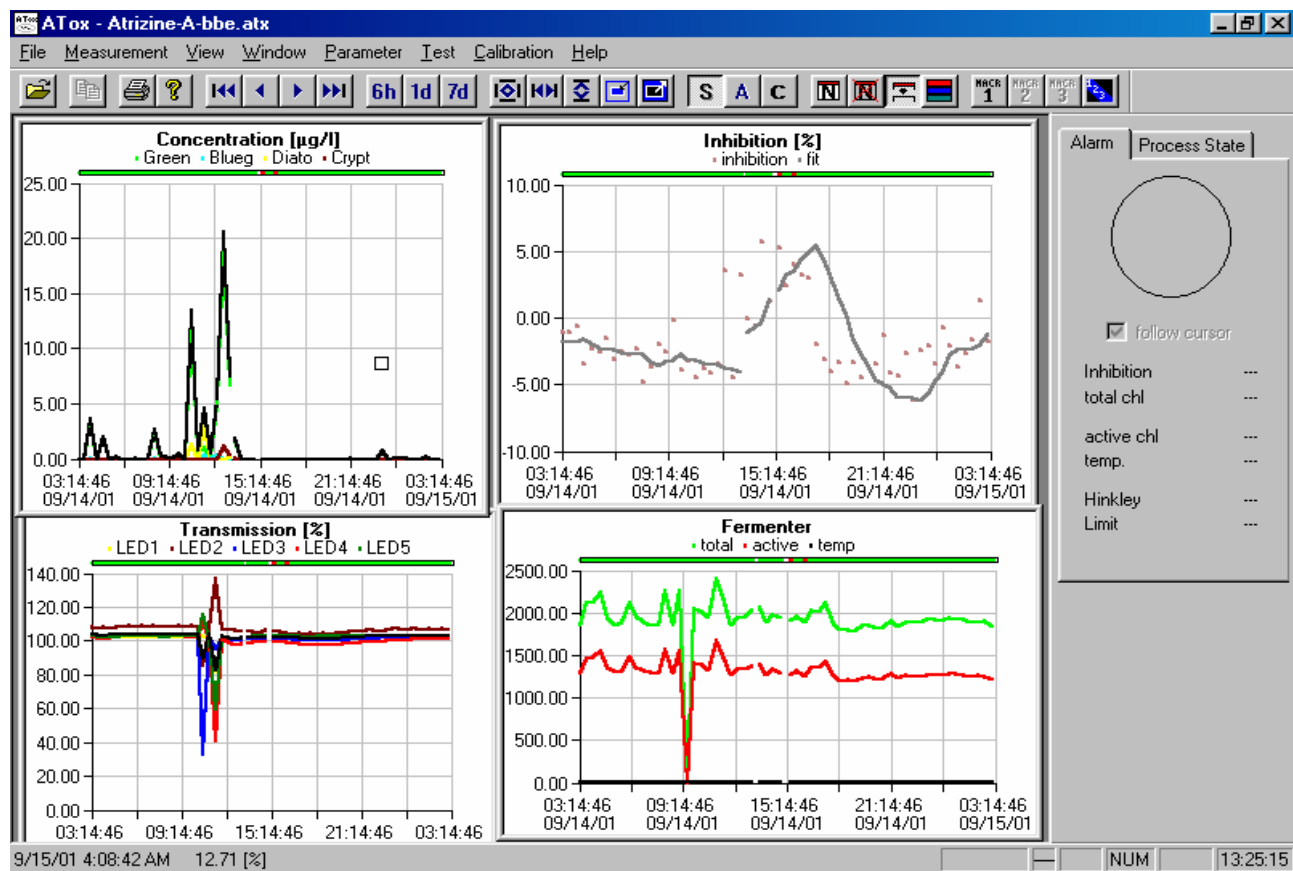 ATox - Atrizine-A-bbe.atx
File Measurement View Window Parameter Test Calibration Help
6h 1d 7d S A C N N MACR 1 MACR 2 MACR 3 123
Concentration [µg/l]
Green Blueg Diato Crypt
25.00
20.00
15.00
10.00
5.00
0.00
03:14:46 09:14:46 15:14:46 21:14:46 03:14:46
09/14/01 09/14/01 09/14/01 09/14/01 09/15/01
Inhibition [%]
inhibition fit
10.00
5.00
0.00
-5.00
-10.00
03:14:46 09:14:46 15:14:46 21:14:46 03:14:46
09/14/01 09/14/01 09/14/01 09/14/01 09/15/01
Transmission [%]
LED1 LED2 LED3 LED4 LED5
140.00
120.00
100.00
80.00
60.00
40.00
20.00
0.00
03:14:46 09:14:46 15:14:46 21:14:46 03:14:46
Fermenter
total active temp
2500.00
2000.00
1500.00
1000.00
500.00
0.00
03:14:46 09:14:46 15:14:46 21:14:46 03:14:46
09/14/01 09/14/01 09/14/01 09/14/01 09/15/01
Alarm Process State
follow cursor
Inhibition ---
total chl ---
active chl ---
temp. ---
Hinkley ---
Limit ---
9/15/01 4:08:42 AM 12.71 [%] NUM 13:25:15